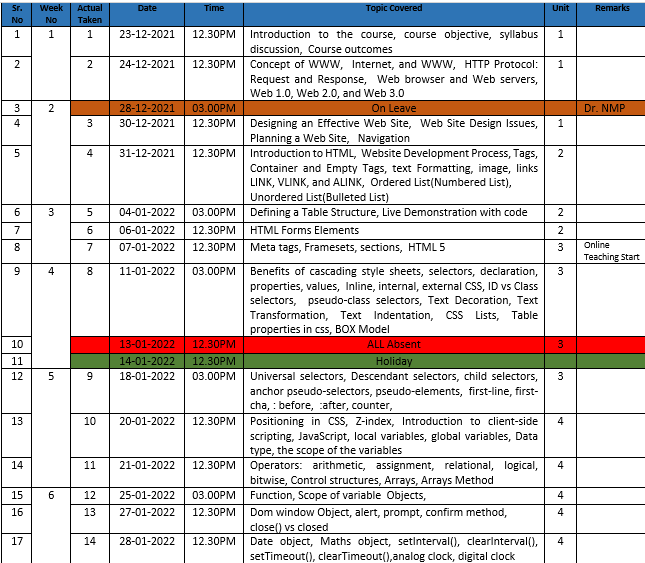 Sr. No Week No Actual Taken Date Time Topic Covered Unit Remarks
1 1 1 23-12-2021 12.30PM Introduction to the course, course objective, syllabus 1
discussion, Course outcomes
2 2 24-12-2021 12.30PM Concept of WWW, Internet, and WWW, HTTP Protocol: 1
Request and Response, Web browser and Web servers,
Web 1.0, Web 2.0, and Web 3.0
3 2 28-12-2021 03.00PM On Leave Dr. NMP
4 3 30-12-2021 12.30PM Designing an Effective Web Site, Web Site Design Issues, 1
Planning a Web Site, Navigation
5 4 31-12-2021 12.30PM Introduction to HTML, Website Development Process, Tags, 2
Container and Empty Tags, text Formatting, image, links
LINK, VLINK, and ALINK, Ordered List(Numbered List),
Unordered List(Bulleted List)
6 3 5 04-01-2022 03.00PM Defining a Table Structure, Live Demonstration with code 2
7 6 06-01-2022 12.30PM HTML Forms Elements 2
8 7 07-01-2022 12.30PM Meta tags, Framesets, sections, HTML 5 3 Online
Teaching Start
9 4 8 11-01-2022 03.00PM Benefits of cascading style sheets, selectors, declaration, 3
properties, values, Inline, internal, external CSS, ID vs Class
selectors, pseudo-class selectors, Text Decoration, Text
Transformation, Text Indentation, CSS Lists, Table
properties in css, BOX Model
10 13-01-2022 12.30PM ALL Absent 3
11 14-01-2022 12.30PM Holiday
12 5 9 18-01-2022 03.00PM Universal selectors, Descendant selectors, child selectors, 3
anchor pseudo-selectors, pseudo-elements, first-line, first-
cha, : before, :after, counter,
13 10 20-01-2022 12.30PM Positioning in CSS, Z-index, Introduction to client-side 4
scripting, JavaScript, local variables, global variables, Data
type, the scope of the variables
14 11 21-01-2022 12.30PM Operators: arithmetic, assignment, relational, logical, 4
bitwise, Control structures, Arrays, Arrays Method
15 6 12 25-01-2022 03.00PM Function, Scope of variable Objects, 4
16 13 27-01-2022 12.30PM Dom window Object, alert, prompt, confirm method, 4
close() vs closed
17 14 28-01-2022 12.30PM Date object, Maths object, setInterval(), clearInterval(), 4
setTimeout(), clearTimeout(),analog clock, digital clock